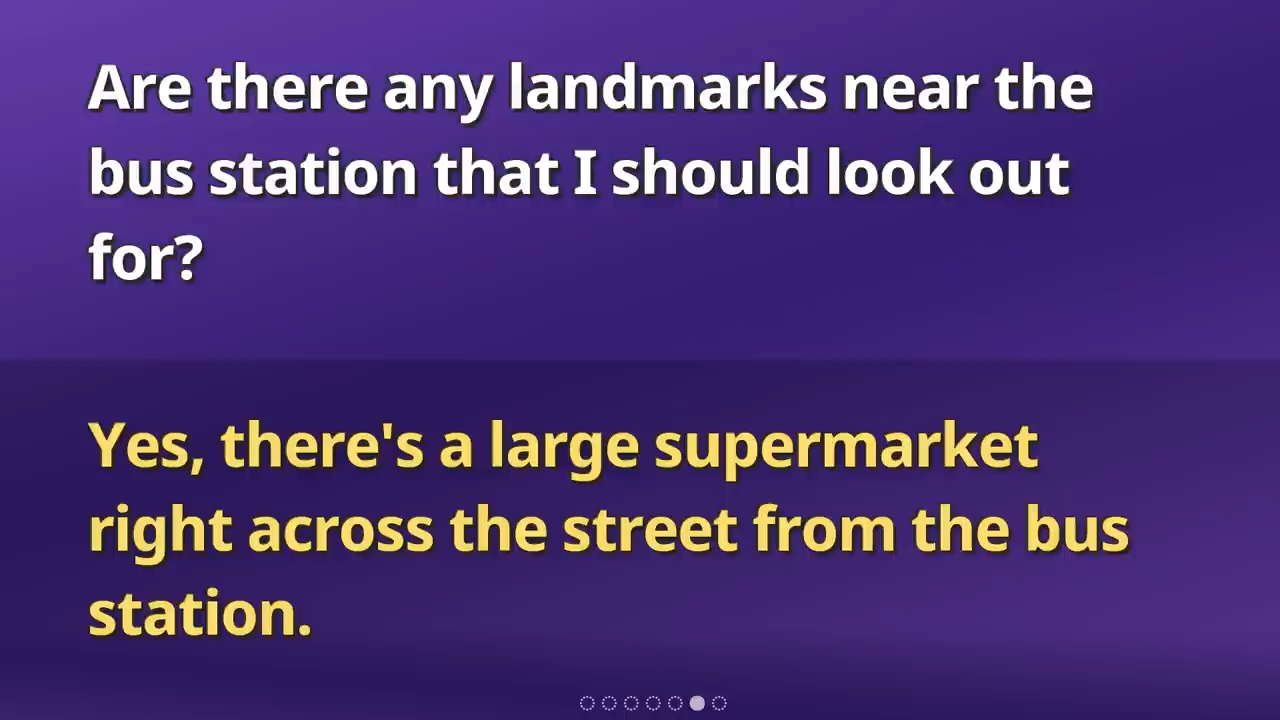 Are there any landmarks near the
bus station that I should look out
for?
Yes, there's a large supermarket
right across the street from the bus
station.